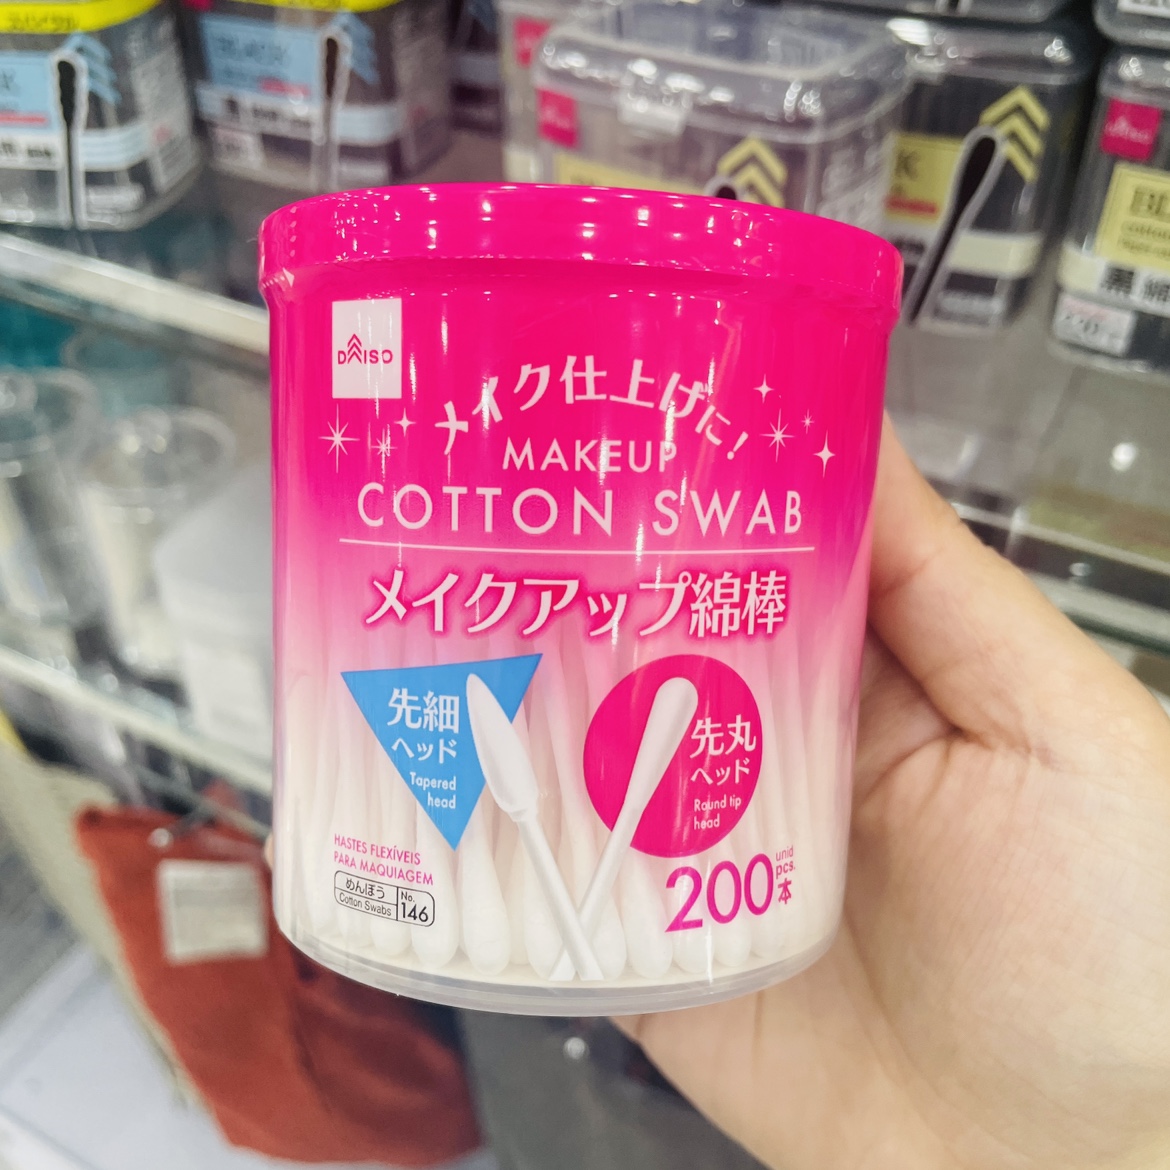 DAISO
メイク仕上げに!
MAKEUP
COTTON SWAB
メイクアップ綿棒
先細
ヘッド
Tapered
head
先丸
ヘッド
Round tip
head
HASTES FLEXÍVEIS
PARA MAQUIAGEM
めんぼう
Cotton Swabs
No.
146
200
unid
pcs.
本